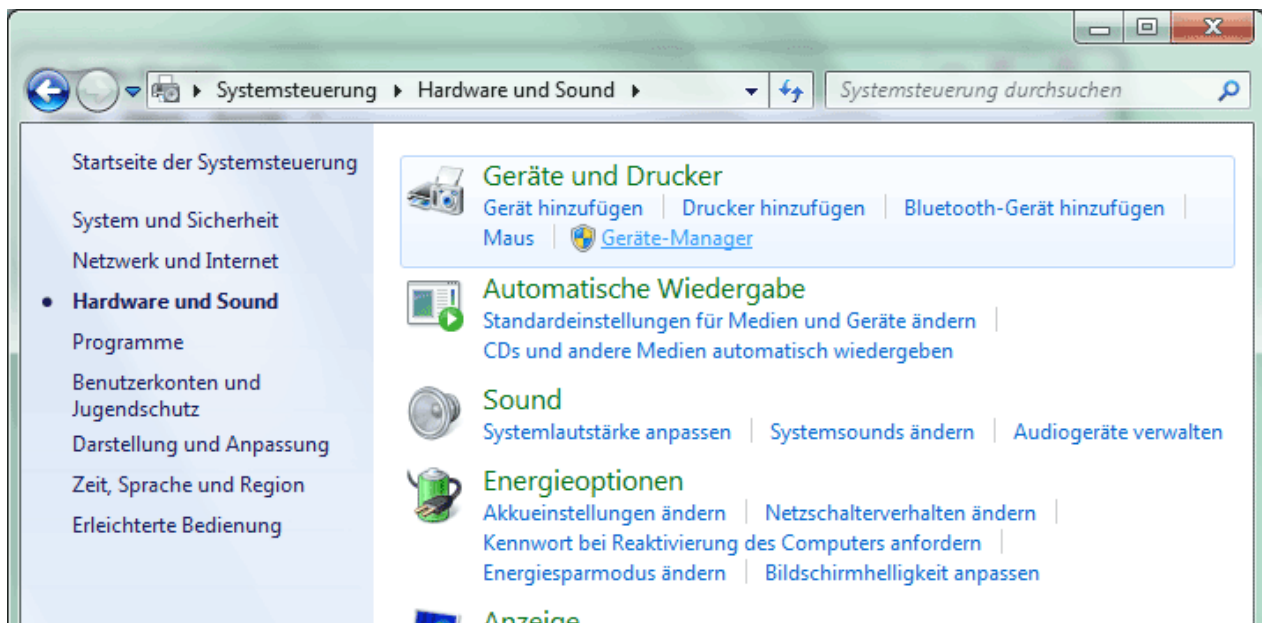 Systemsteuerung Hardware und Sound Systemsteuerung durchsuchen
Startseite der Systemsteuerung
System und Sicherheit
Netzwerk und Internet
Hardware und Sound
Programme
Benutzerkonten und
Jugendschutz
Darstellung und Anpassung
Zeit, Sprache und Region
Erleichterte Bedienung
Geräte und Drucker
Gerät hinzufügen Drucker hinzufügen Bluetooth-Gerät hinzufügen
Maus Geräte-Manager
Automatische Wiedergabe
Standardeinstellungen für Medien und Geräte ändern
CDs und andere Medien automatisch wiedergeben
Sound
Systemlautstärke anpassen Systemsounds ändern Audiogeräte verwalten
Energieoptionen
Akkueinstellungen ändern Netzschalterverhalten ändern
Kennwort bei Reaktivierung des Computers anfordern
Energiesparmodus ändern Bildschirmhelligkeit anpassen
Anzeige